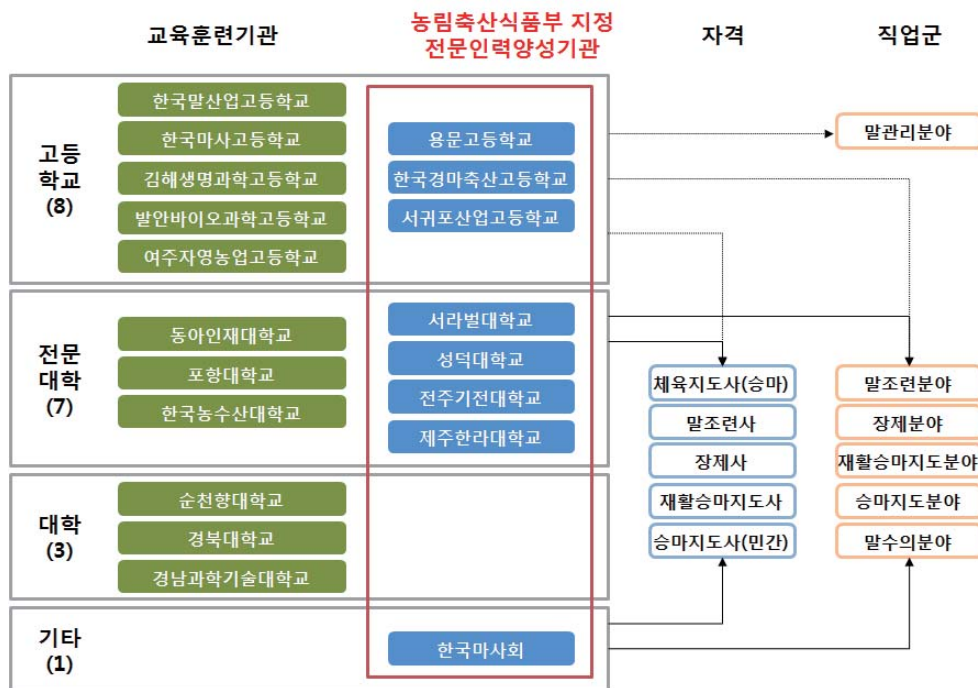 교육훈련기관
농림축산식품부 지정
전문인력양성기관
자격
직업군
고등
학교
(8)
한국말산업고등학교
한국마사고등학교
김해생명과학고등학교
발안바이오과학고등학교
여주자영농업고등학교
용문고등학교
한국경마축산고등학교
서귀포산업고등학교
말관리분야
전문
대학
(7)
동아인재대학교
포항대학교
한국농수산대학교
서라벌대학교
성덕대학교
전주기전대학교
제주한라대학교
체육지도사(승마)
말조련사
장제사
재활승마지도사
승마지도사(민간)
말조련분야
장제분야
재활승마지도분야
승마지도분야
말수의분야
대학
(3)
순천향대학교
경북대학교
경남과학기술대학교
기타
(1)
한국마사회